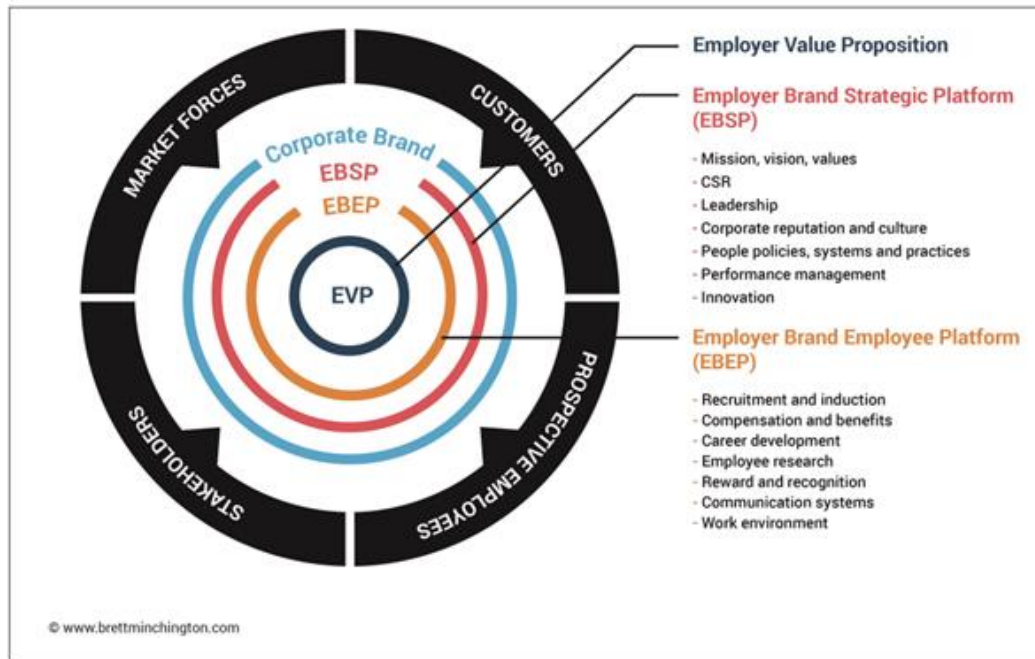 MARKET FORCES
CUSTOMERS
Corporate Brand
EBSP
EBEP
EVP
STAKEHOLDERS
PROSPECTIVE EMPLOYEES
Employer Value Proposition
Employer Brand Strategic Platform
(EBSP)
- Mission, vision, values
- CSR
- Leadership
- Corporate reputation and culture
- People policies, systems and practices
- Performance management
- Innovation
Employer Brand Employee Platform
(EBEP)
- Recruitment and induction
- Compensation and benefits
- Career development
- Employee research
- Reward and recognition
- Communication systems
- Work environment
© www.brettminchington.com